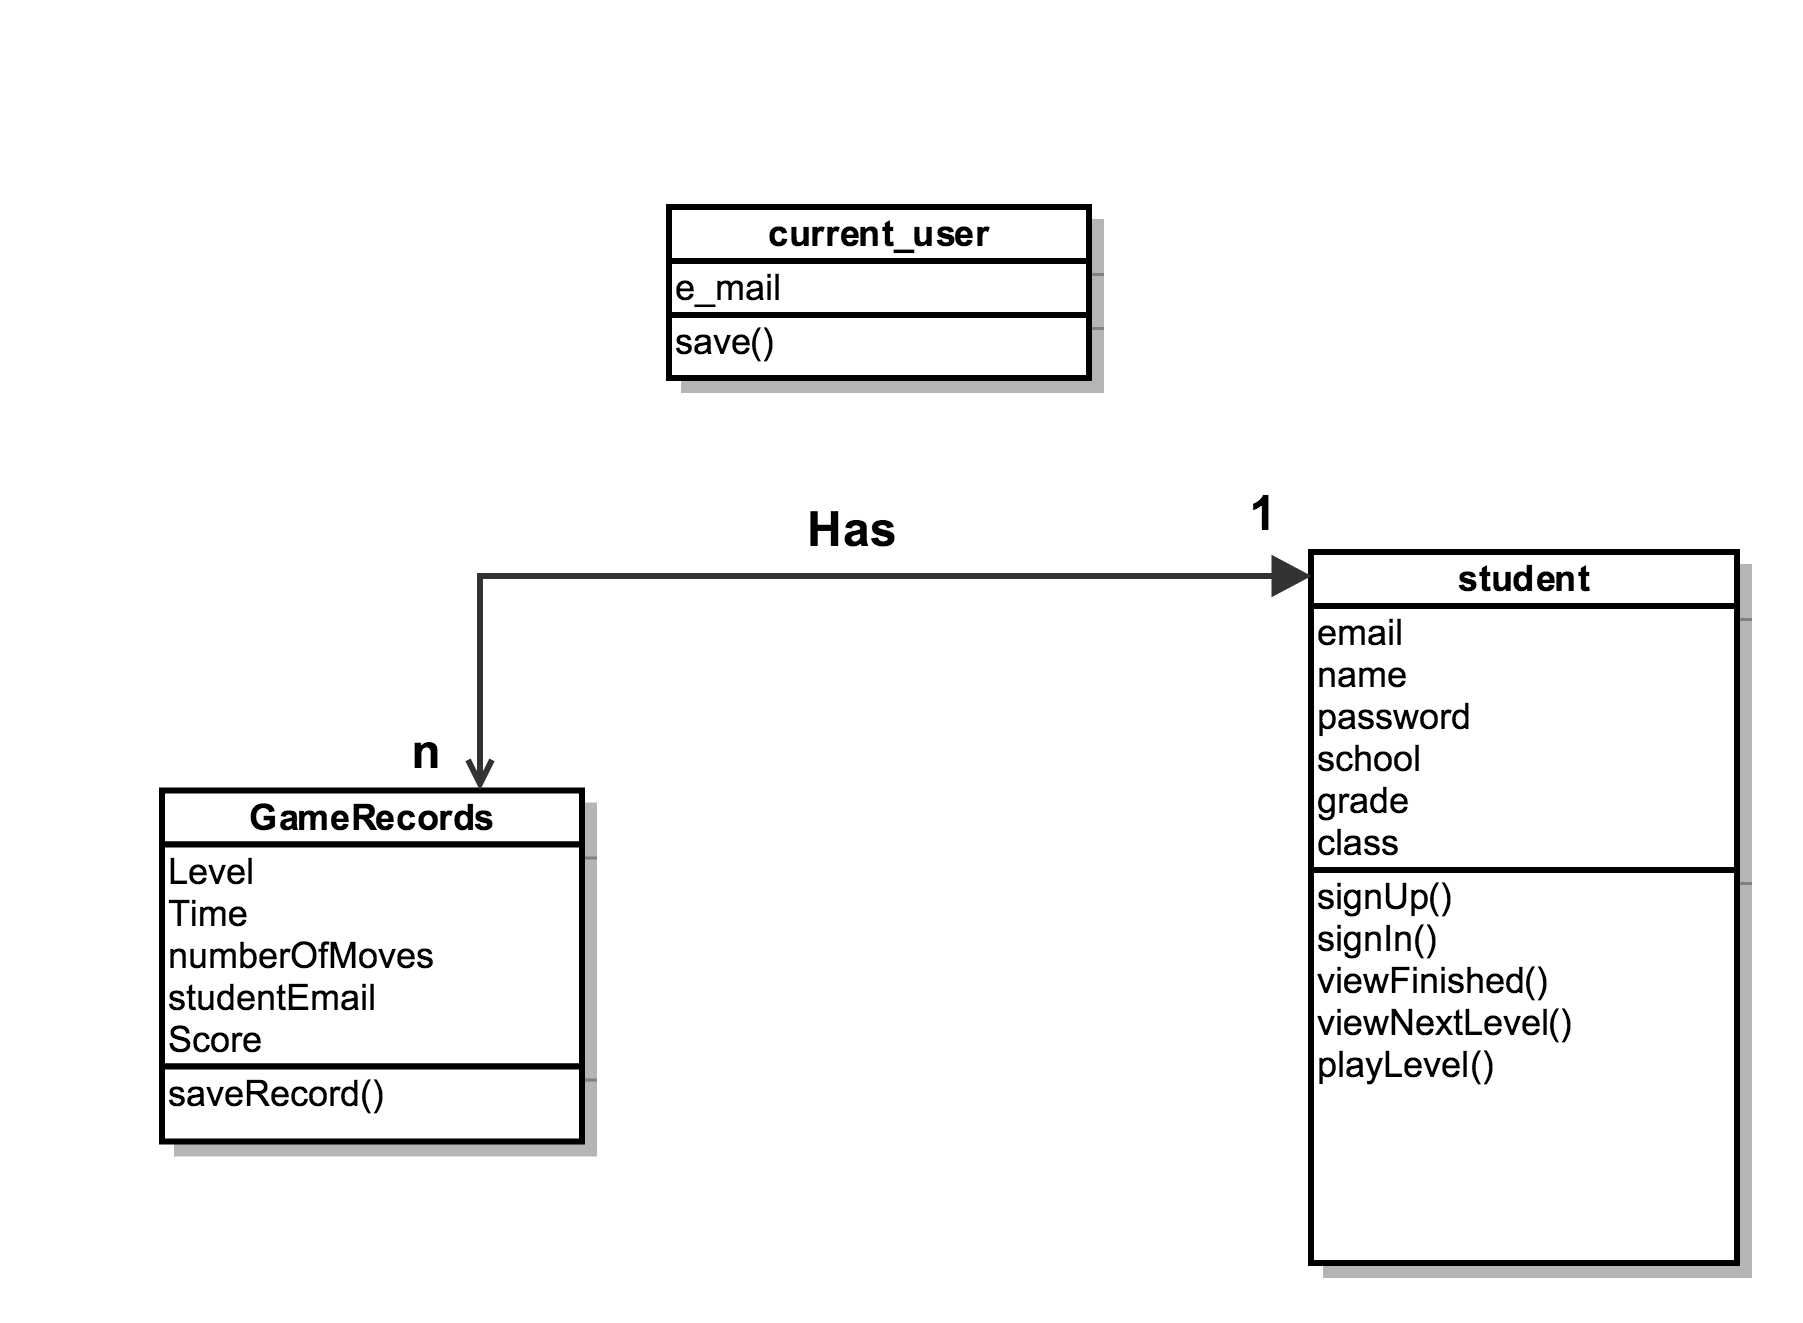 current_user
e_mail
save()
Has
1
n
student
email
name
password
school
grade
class
signUp()
signIn()
viewFinished()
viewNextLevel()
playLevel()
GameRecords
Level
Time
numberOfMoves
studentEmail
Score
saveRecord()